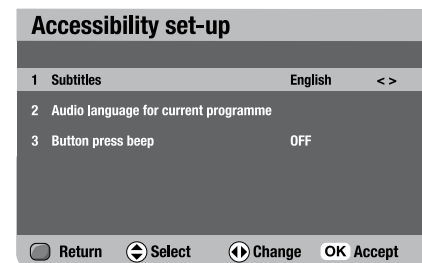 Accessibility set-up
1 Subtitles English < >
2 Audio language for current programme
3 Button press beep OFF
Return Select Change OK Accept